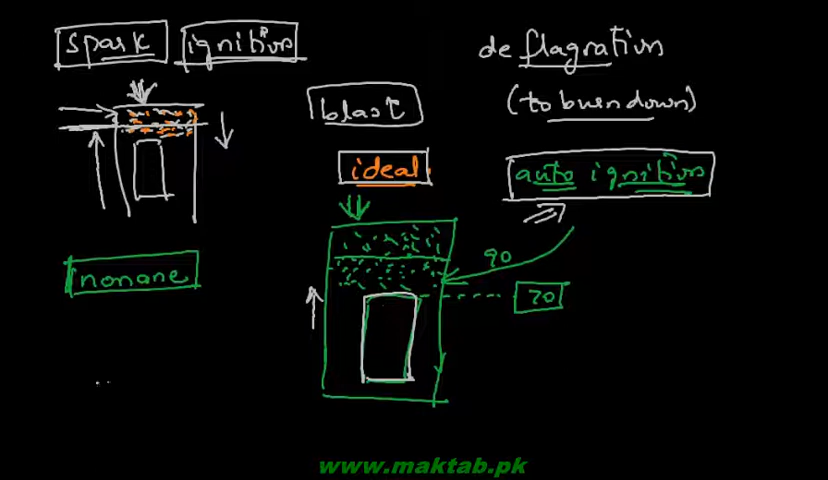 spark ignition
deflagration
blast
(to burn down)
ideal
auto ignition
90
nonane
70
www.maktab.pk